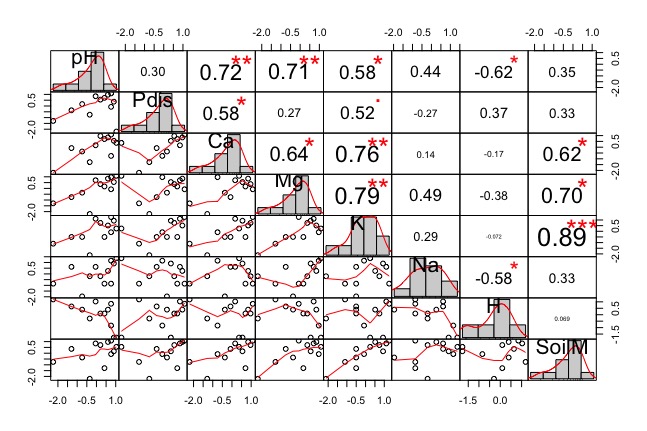 -2.0 -0.5 1.0 -2.0 -0.5 1.0 -2.0 -0.5 1.0 -2.0 -0.5 1.0
pH 0.30 0.72** 0.71** 0.58* 0.44 -0.62* 0.35 -2.0 0.5
-2.0 0.5 Pdis 0.58* 0.27 0.52. -0.27 0.37 0.33
Ca 0.64* 0.76** 0.14 -0.17 0.62* -2.0 0.5
-2.0 0.5 Mg 0.79** 0.49 -0.38 0.70*
K 0.29 -0.072 0.89*** -2.0 0.5
-2.0 0.5 Na -0.58* 0.33
H 0.069 -1.5 0.5
-2.0 0.5 SoilM
-2.0 -0.5 1.0 -2.0 -0.5 1.0 -2.0 -0.5 1.0 -1.5 0.0